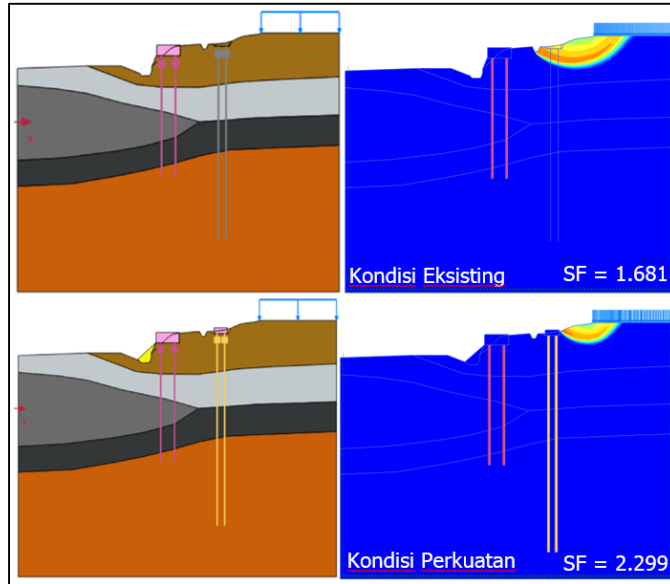 x
Kondisi Eksisting
SF = 1.681
Kondisi Perkuatan
SF = 2.299